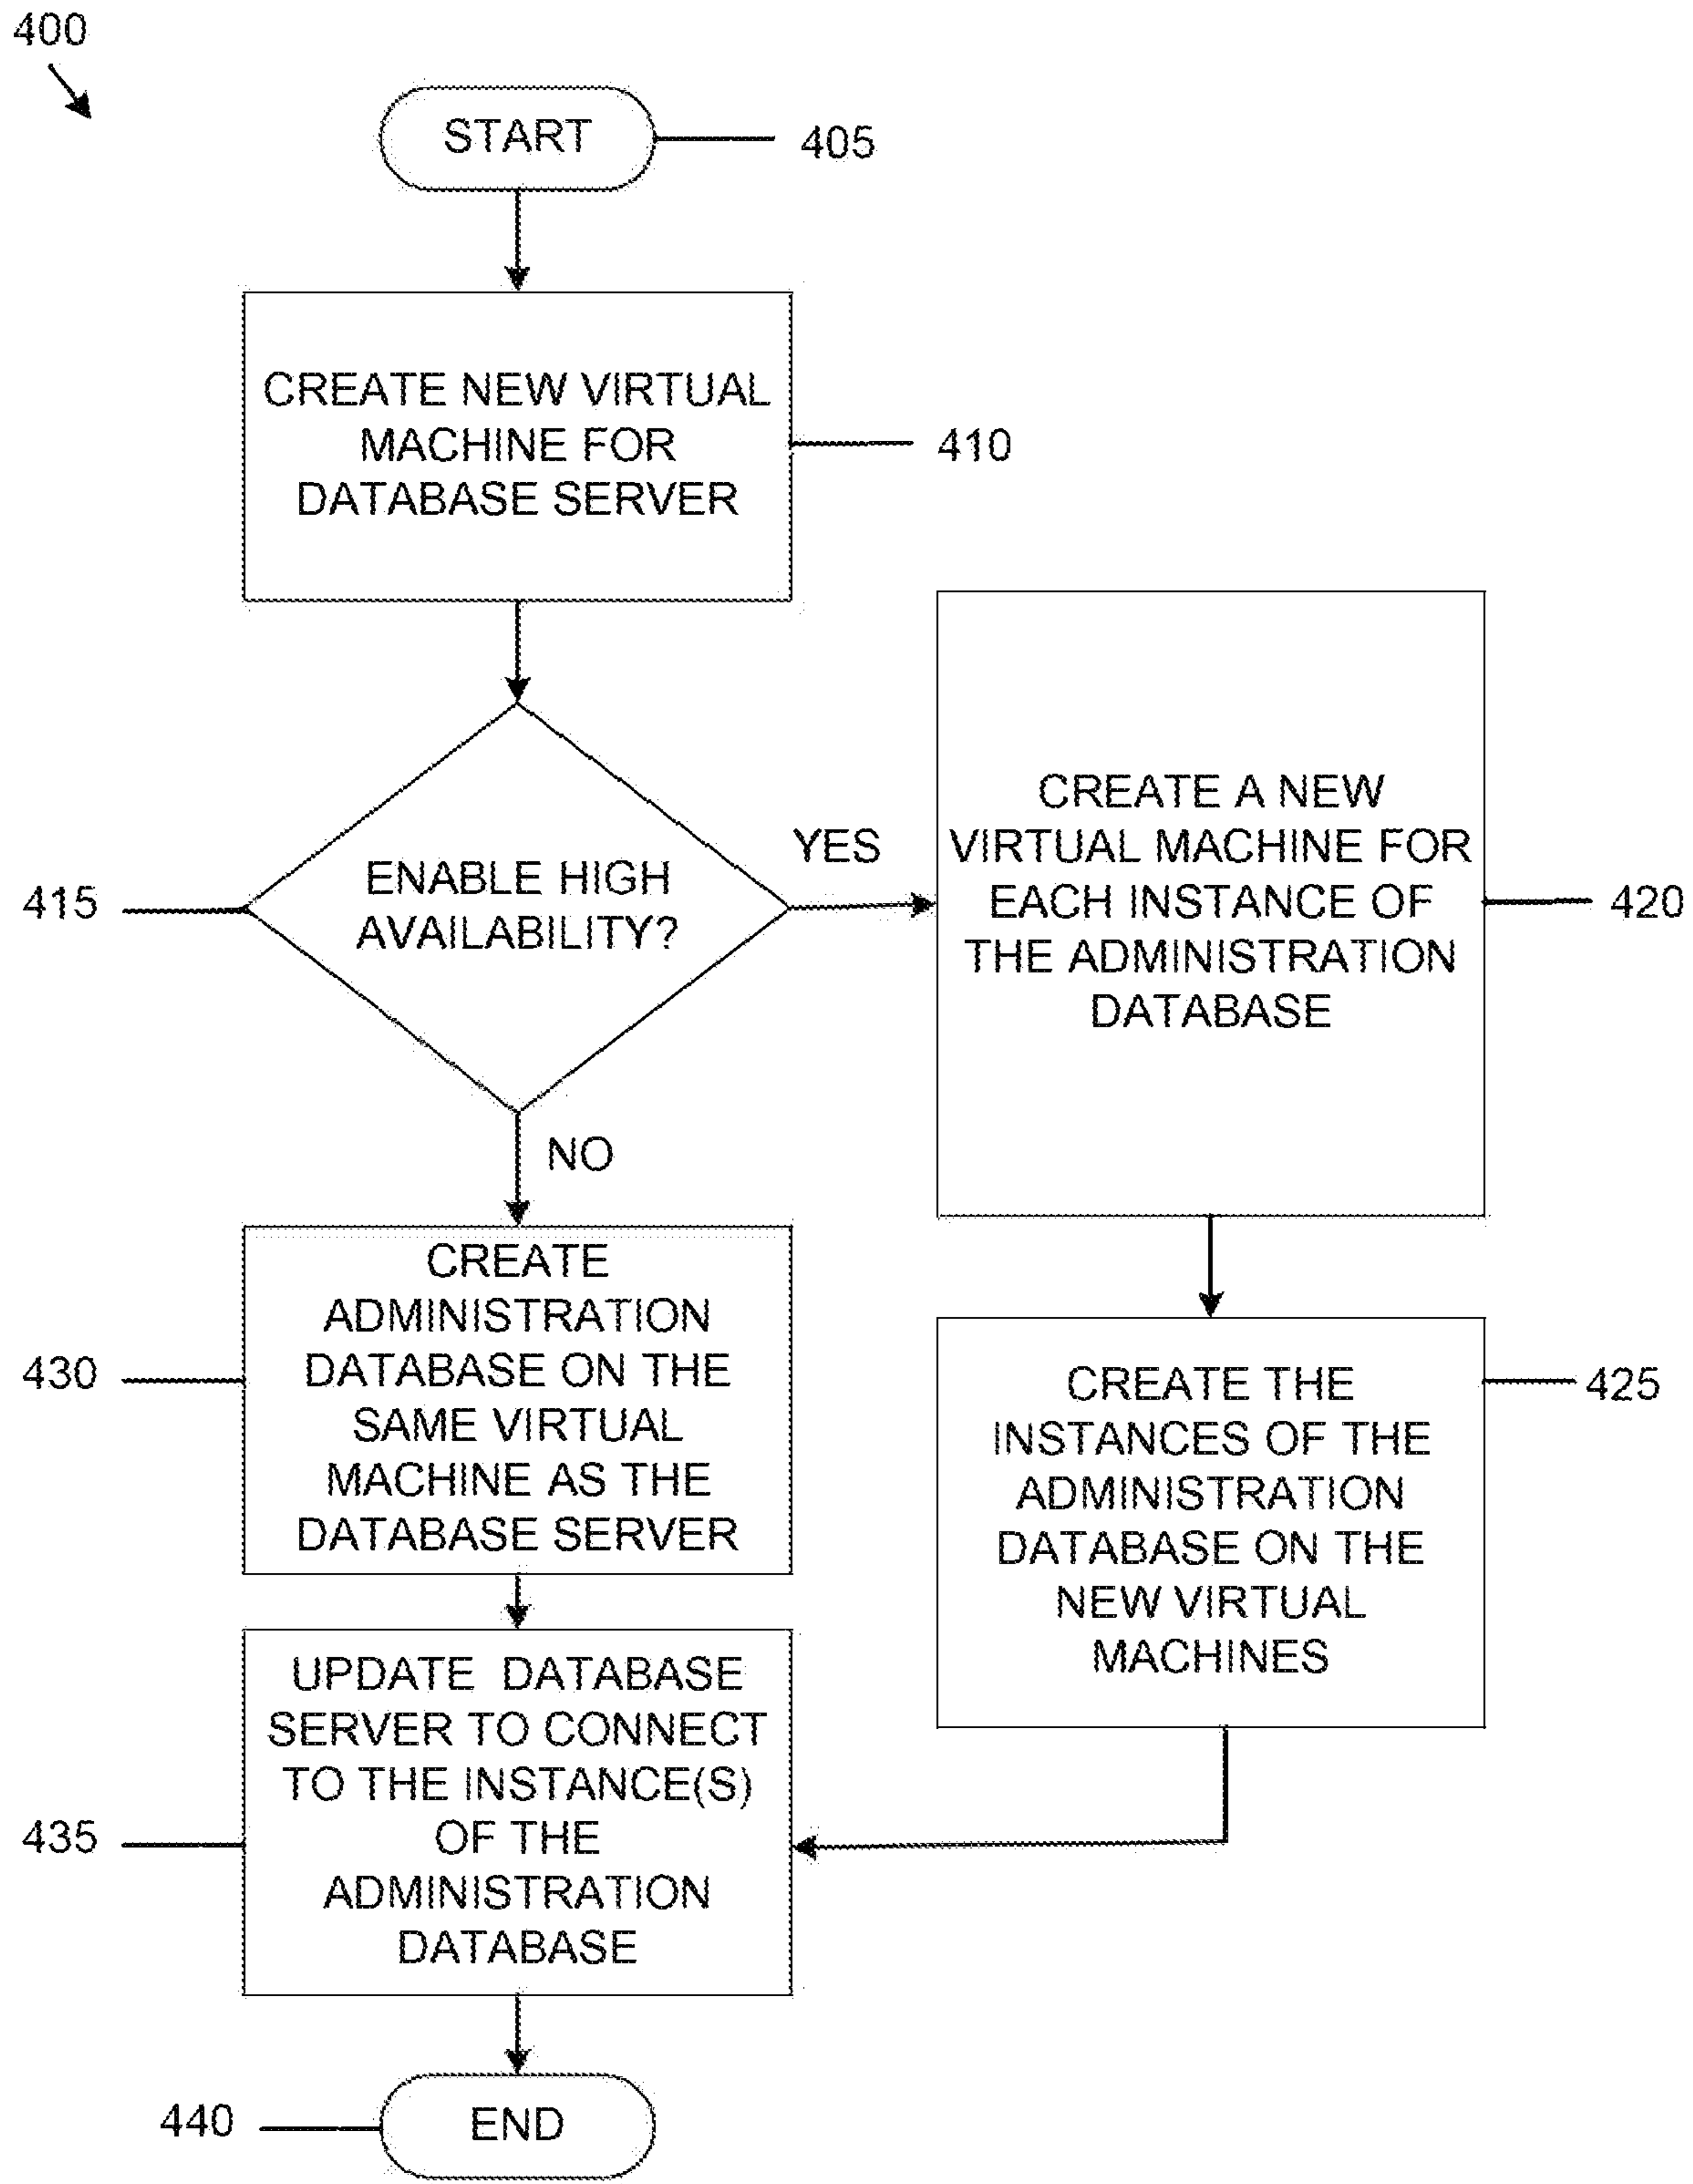 400
START
405
CREATE NEW VIRTUAL
MACHINE FOR
DATABASE SERVER
410
ENABLE HIGH
AVAILABILITY?
415
YES
CREATE A NEW
VIRTUAL MACHINE FOR
EACH INSTANCE OF
THE ADMINISTRATION
DATABASE
420
NO
CREATE
ADMINISTRATION
DATABASE ON THE
SAME VIRTUAL
MACHINE AS THE
DATABASE SERVER
430
CREATE THE
INSTANCES OF THE
ADMINISTRATION
DATABASE ON THE
NEW VIRTUAL
MACHINES
425
UPDATE DATABASE
SERVER TO CONNECT
TO THE INSTANCE(S)
OF THE
ADMINISTRATION
DATABASE
435
END
440